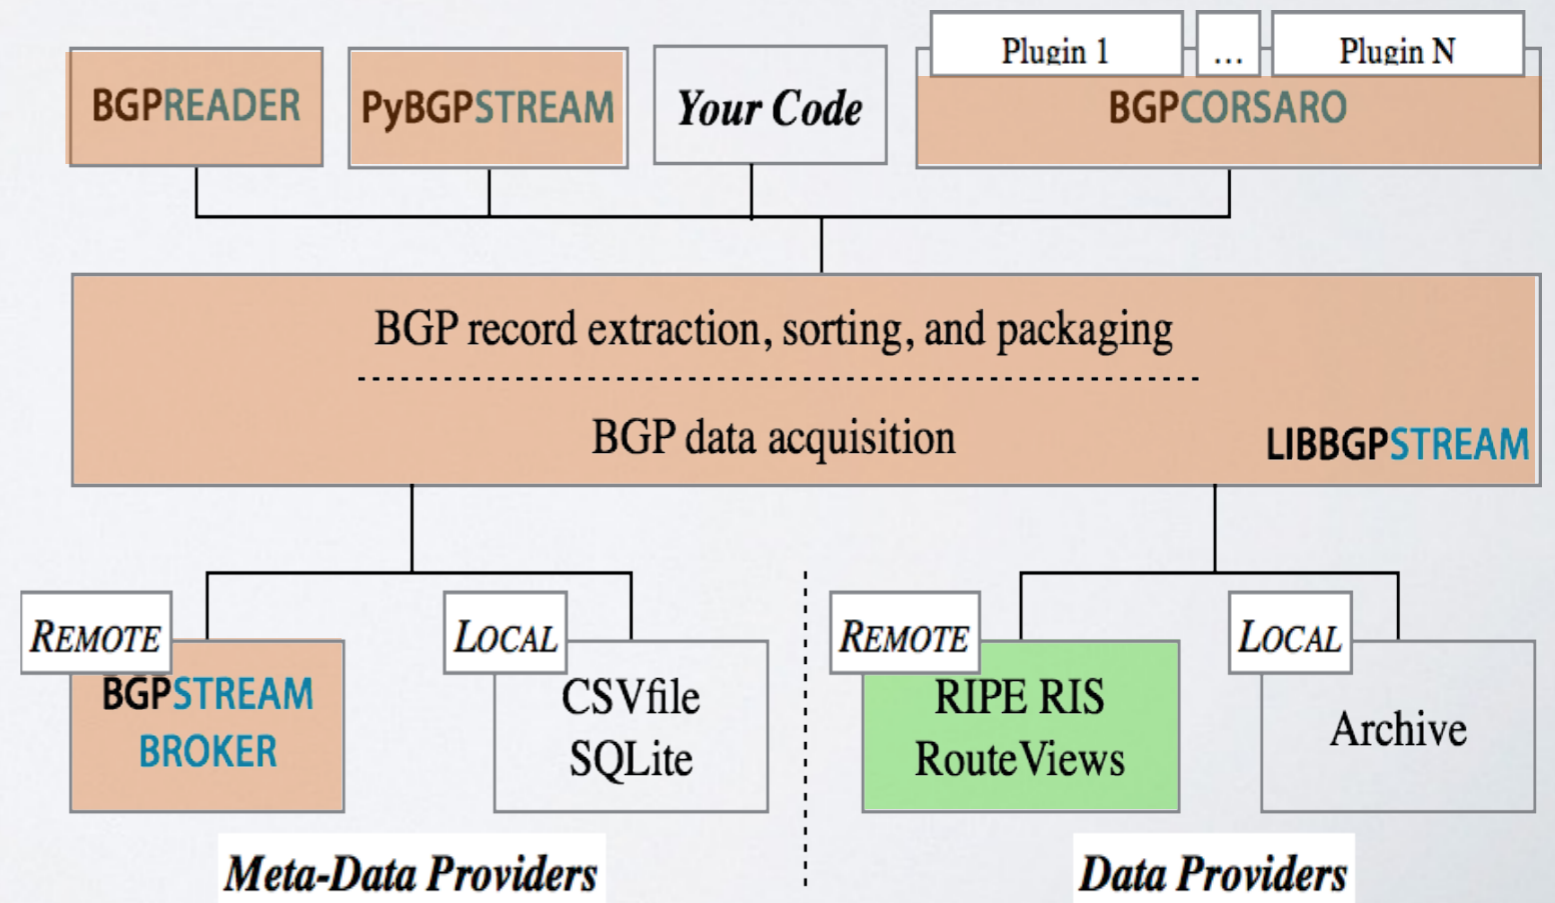 Plugin 1
...
Plugin N
BGPREADER
PyBGPSTREAM
Your Code
BGPCORSARO
BGP record extraction, sorting, and packaging
BGP data acquisition
LIBBGPSTREAM
REMOTE
BGPSTREAM
BROKER
LOCAL
CSVfile
SQLite
REMOTE
RIPE RIS
RouteViews
LOCAL
Archive
Meta-Data Providers
Data Providers